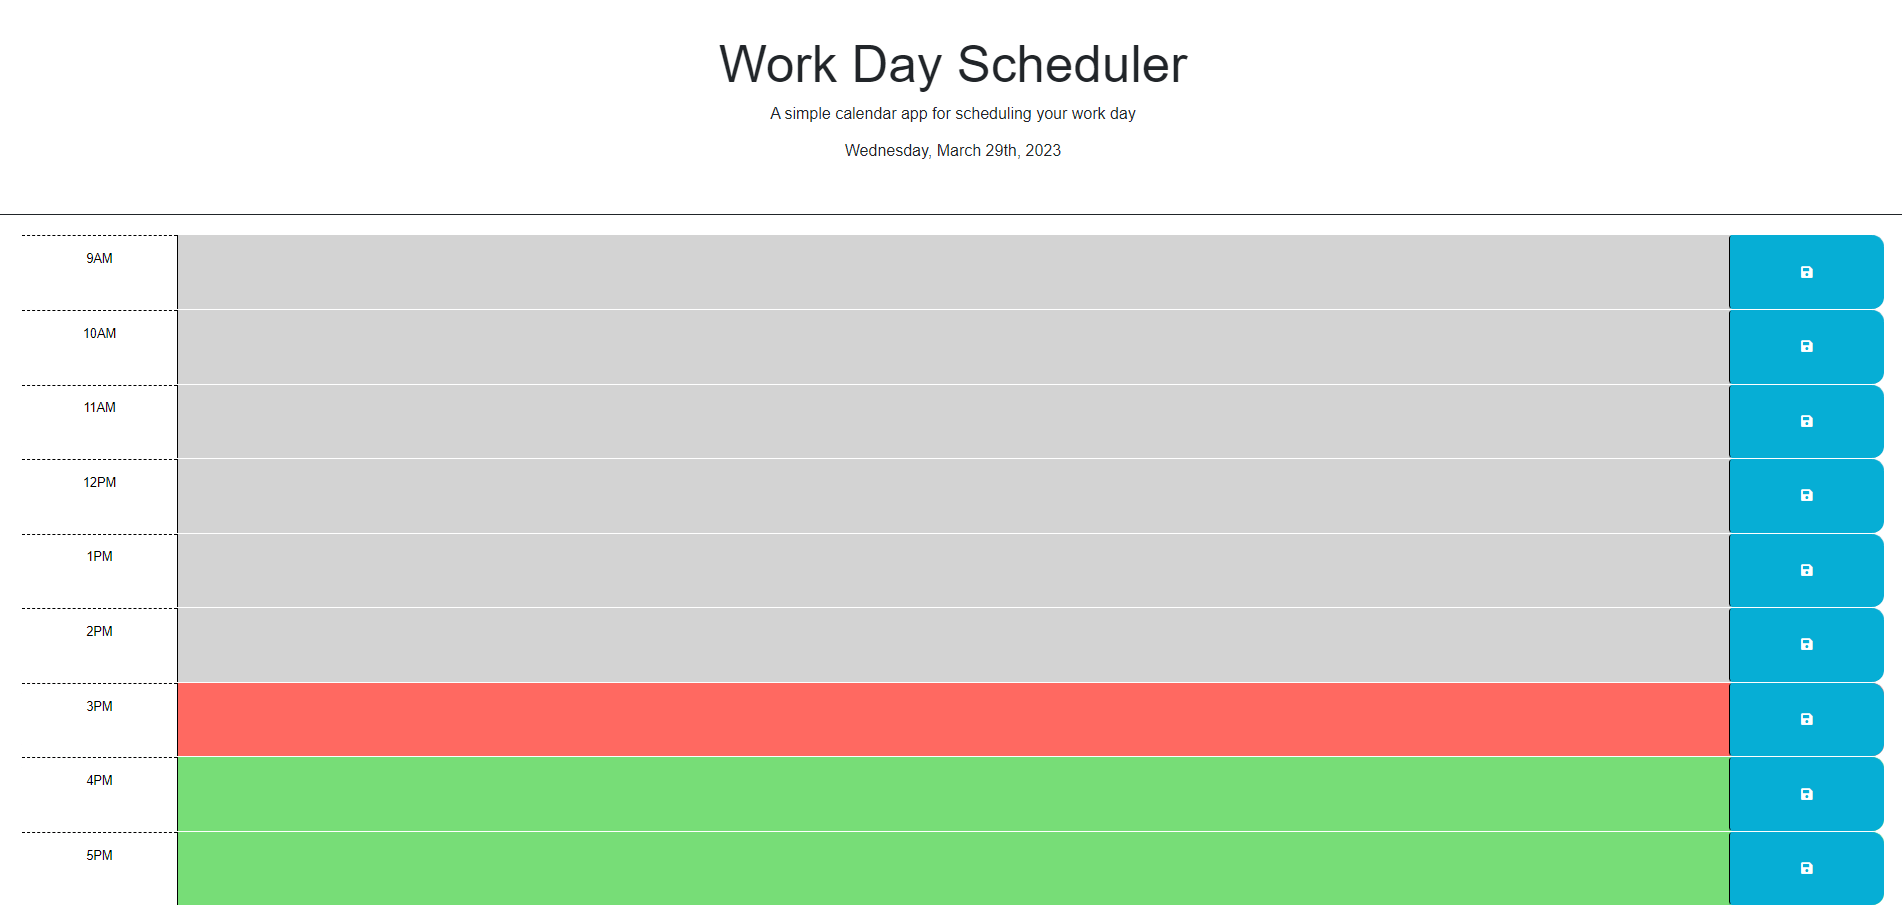 Work Day Scheduler
A simple calendar app for scheduling your work day
Wednesday, March 29th, 2023
9AM
10AM
11AM
12PM
1PM
2PM
3PM
4PM
5PM